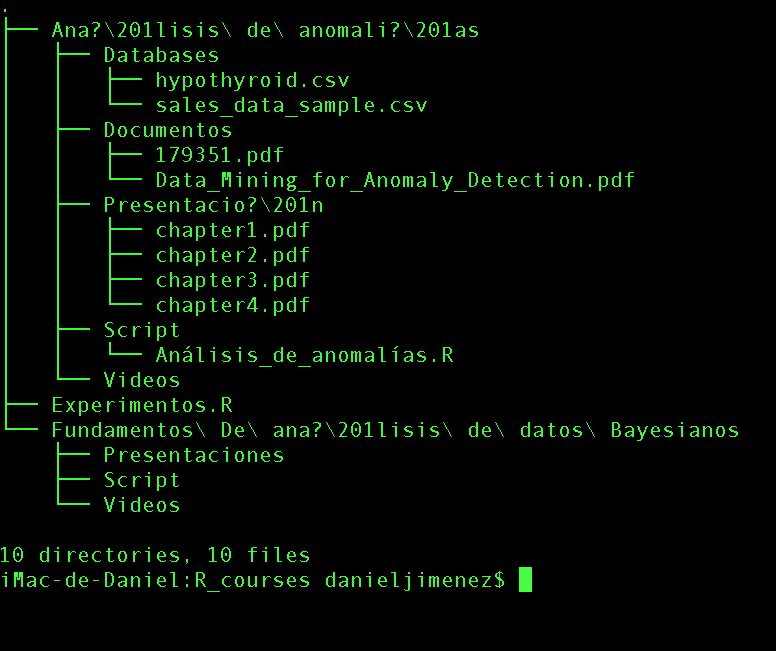 .
├── Ana?\201lisis\ de\ anomali?\201as
│   ├── Databases
│   │   ├── hypothyroid.csv
│   │   └── sales_data_sample.csv
│   ├── Documentos
│   │   ├── 179351.pdf
│   │   └── Data_Mining_for_Anomaly_Detection.pdf
│   ├── Presentacio?\201n
│   │   ├── chapter1.pdf
│   │   ├── chapter2.pdf
│   │   ├── chapter3.pdf
│   │   └── chapter4.pdf
│   ├── Script
│   │   └── Análisis_de_anomalías.R
│   └── Videos
├── Experimentos.R
└── Fundamentos\ De\ ana?\201lisis\ de\ datos\ Bayesianos
    ├── Presentaciones
    ├── Script
    └── Videos
10 directories, 10 files
iMac-de-Daniel:R_courses danieljimenez$